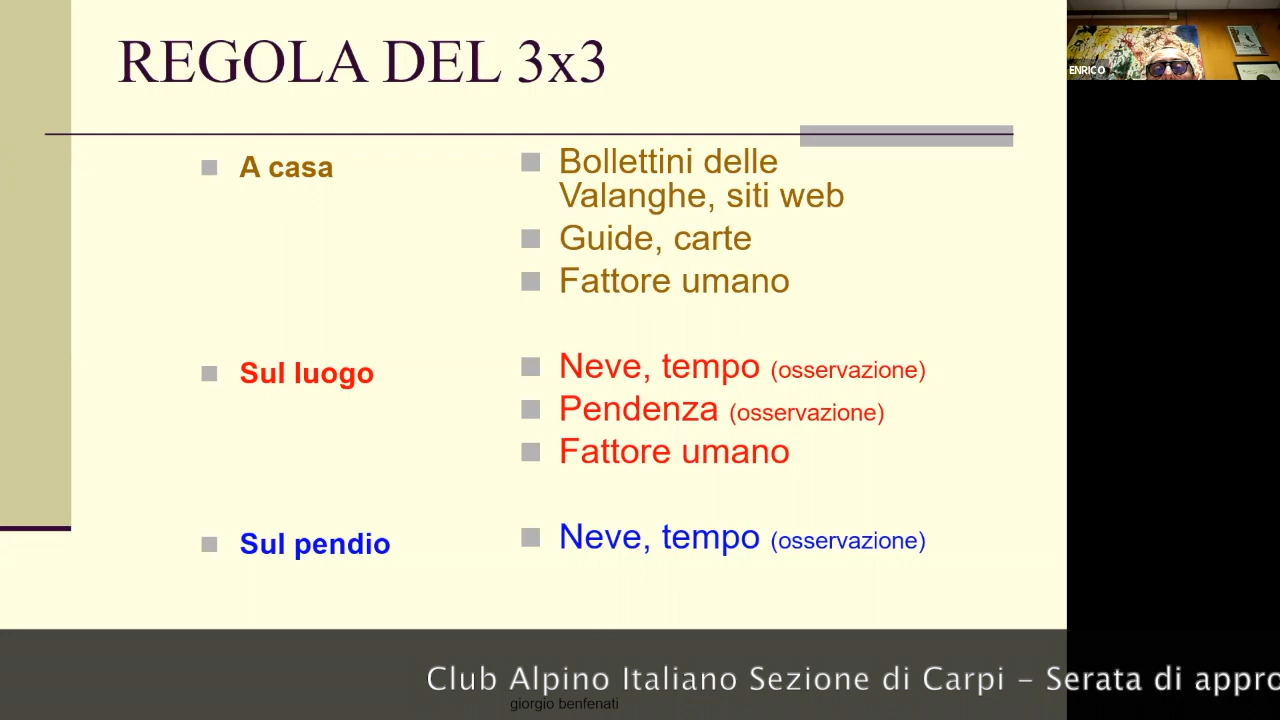 REGOLA DEL 3x3
ENRICO
A casa
Bollettini delle
Valanghe, siti web
Guide, carte
Fattore umano
Sul luogo
Neve, tempo (osservazione)
Pendenza (osservazione)
Fattore umano
Sul pendio
Neve, tempo (osservazione)
Club Alpino Italiano Sezione di Carpi – Serata di appro
giorgio benfenati